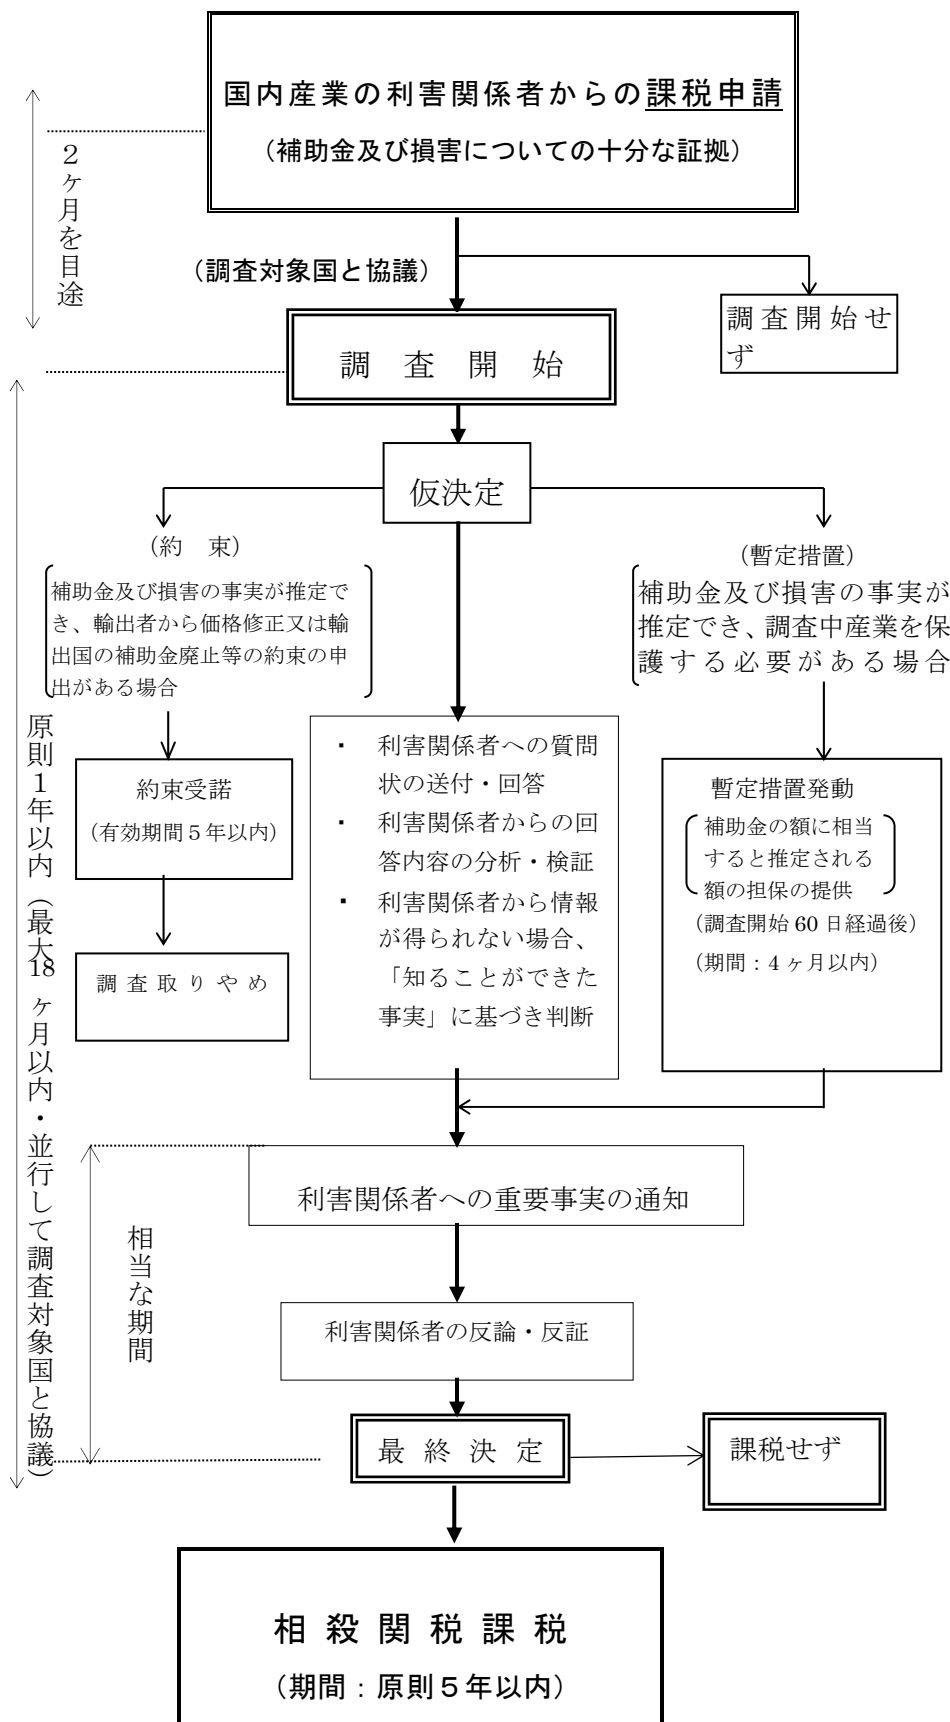 国内産業の利害関係者からの課税申請
（補助金及び損害についての十分な証拠）
２ヶ月を目途
（調査対象国と協議）
調査開始せ
ず
調査開始
仮決定
（約　束）
補助金及び損害の事実が推定で
き、輸出者から価格修正又は輸
出国の補助金廃止等の約束の申
出がある場合
（暫定措置）
補助金及び損害の事実が
推定でき、調査中産業を保
護する必要がある場合
原則１年以内（最大18ヶ月以内・並行して調査対象国と協議）
約束受諾
（有効期間５年以内）
調査取りやめ
・ 利害関係者への質問
状の送付・回答
・ 利害関係者からの回
答内容の分析・検証
・ 利害関係者から情報
が得られない場合、
「知ることができた
事実」に基づき判断
暫定措置発動
補助金の額に相当
すると推定される
額の担保の提供
（調査開始 60 日経過後）
（期間：4 ヶ月以内）
利害関係者への重要事実の通知
相当な期間
利害関係者の反論・反証
最終決定
課税せず
相殺関税課税
（期間：原則５年以内）